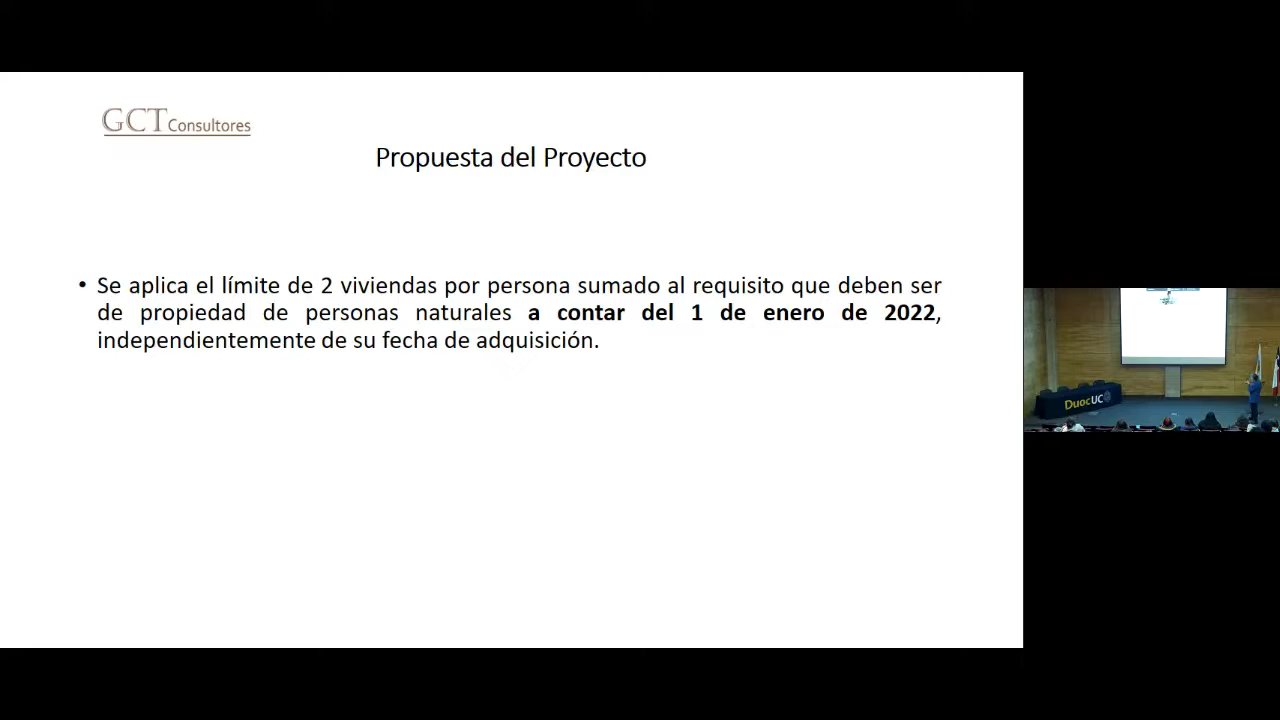 GCT Consultores
Propuesta del Proyecto
• Se aplica el límite de 2 viviendas por persona sumado al requisito que deben ser
de propiedad de personas naturales a contar del 1 de enero de 2022,
independientemente de su fecha de adquisición.
DuocUC